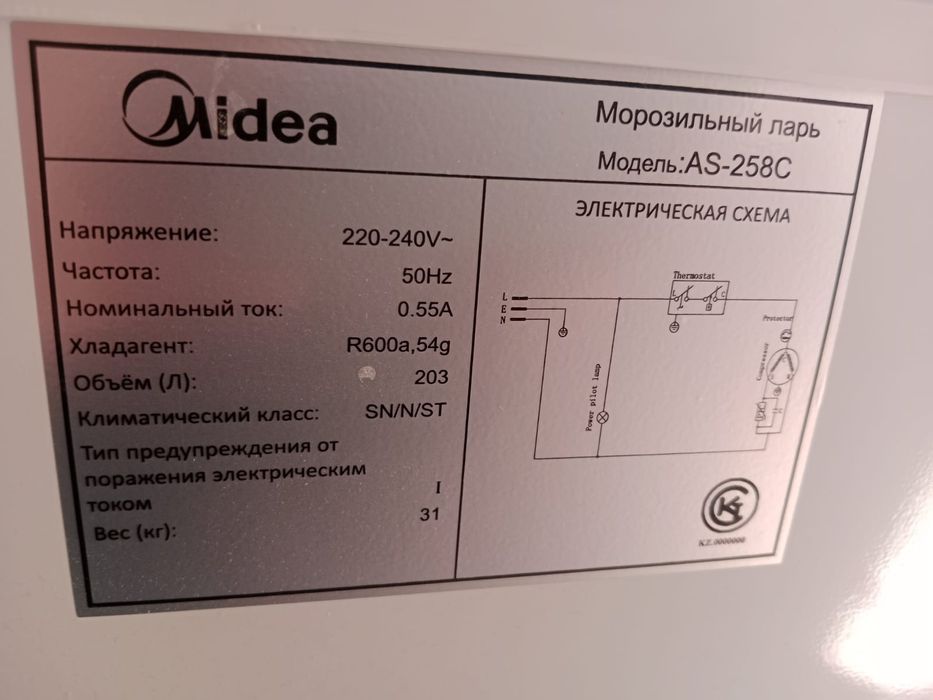 Midea
Морозильный ларь
Модель:AS-258C
Напряжение: 220-240V~
Частота: 50Hz
Номинальный ток: 0.55A
Хладагент: R600a,54g
Объём (Л): 203
Климатический класс: SN/N/ST
Тип предупреждения от
поражения электрическим
током I
Вес (кг): 31
ЭЛЕКТРИЧЕСКАЯ СХЕМА
Thermostat
L
E
N
L C
Protector
Compressor
Power pilot lamp
KZ.0000000